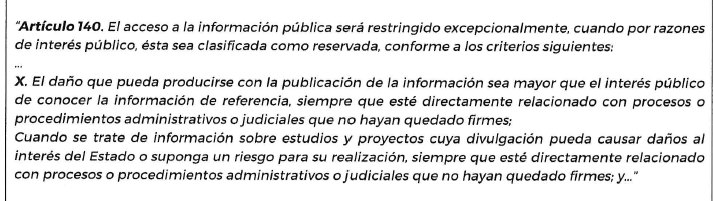 "Artículo 140. El acceso a la información pública será restringido excepcionalmente, cuando por razones
de interés público, ésta sea clasificada como reservada, conforme a los criterios siguientes:
...
X. El daño que pueda producirse con la publicación de la información sea mayor que el interés público
de conocer la información de referencia, siempre que esté directamente relacionado con procesos o
procedimientos administrativos o judiciales que no hayan quedado firmes;
Cuando se trate de información sobre estudios y proyectos cuya divulgación pueda causar daños al
interés del Estado o suponga un riesgo para su realización, siempre que esté directamente relacionado
con procesos o procedimientos administrativos o judiciales que no hayan quedado firmes; y..."